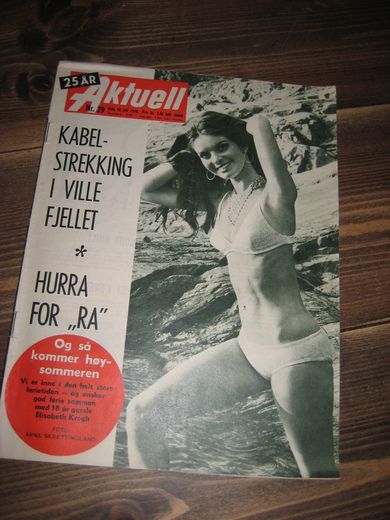 25 ÅR
Aktuell
Nr. 29
KABEL-
STREKKING
I VILLE
FJELLET
*
HURRA
FOR „RA”
Og så
kommer høy-
sommeren
Vi er inne i den helt store
ferietiden — og ønsker
god ferie sammen
med 18 år gamle
Elisabeth Krogh
FOTO:
ARNE SKRETTINGLAND